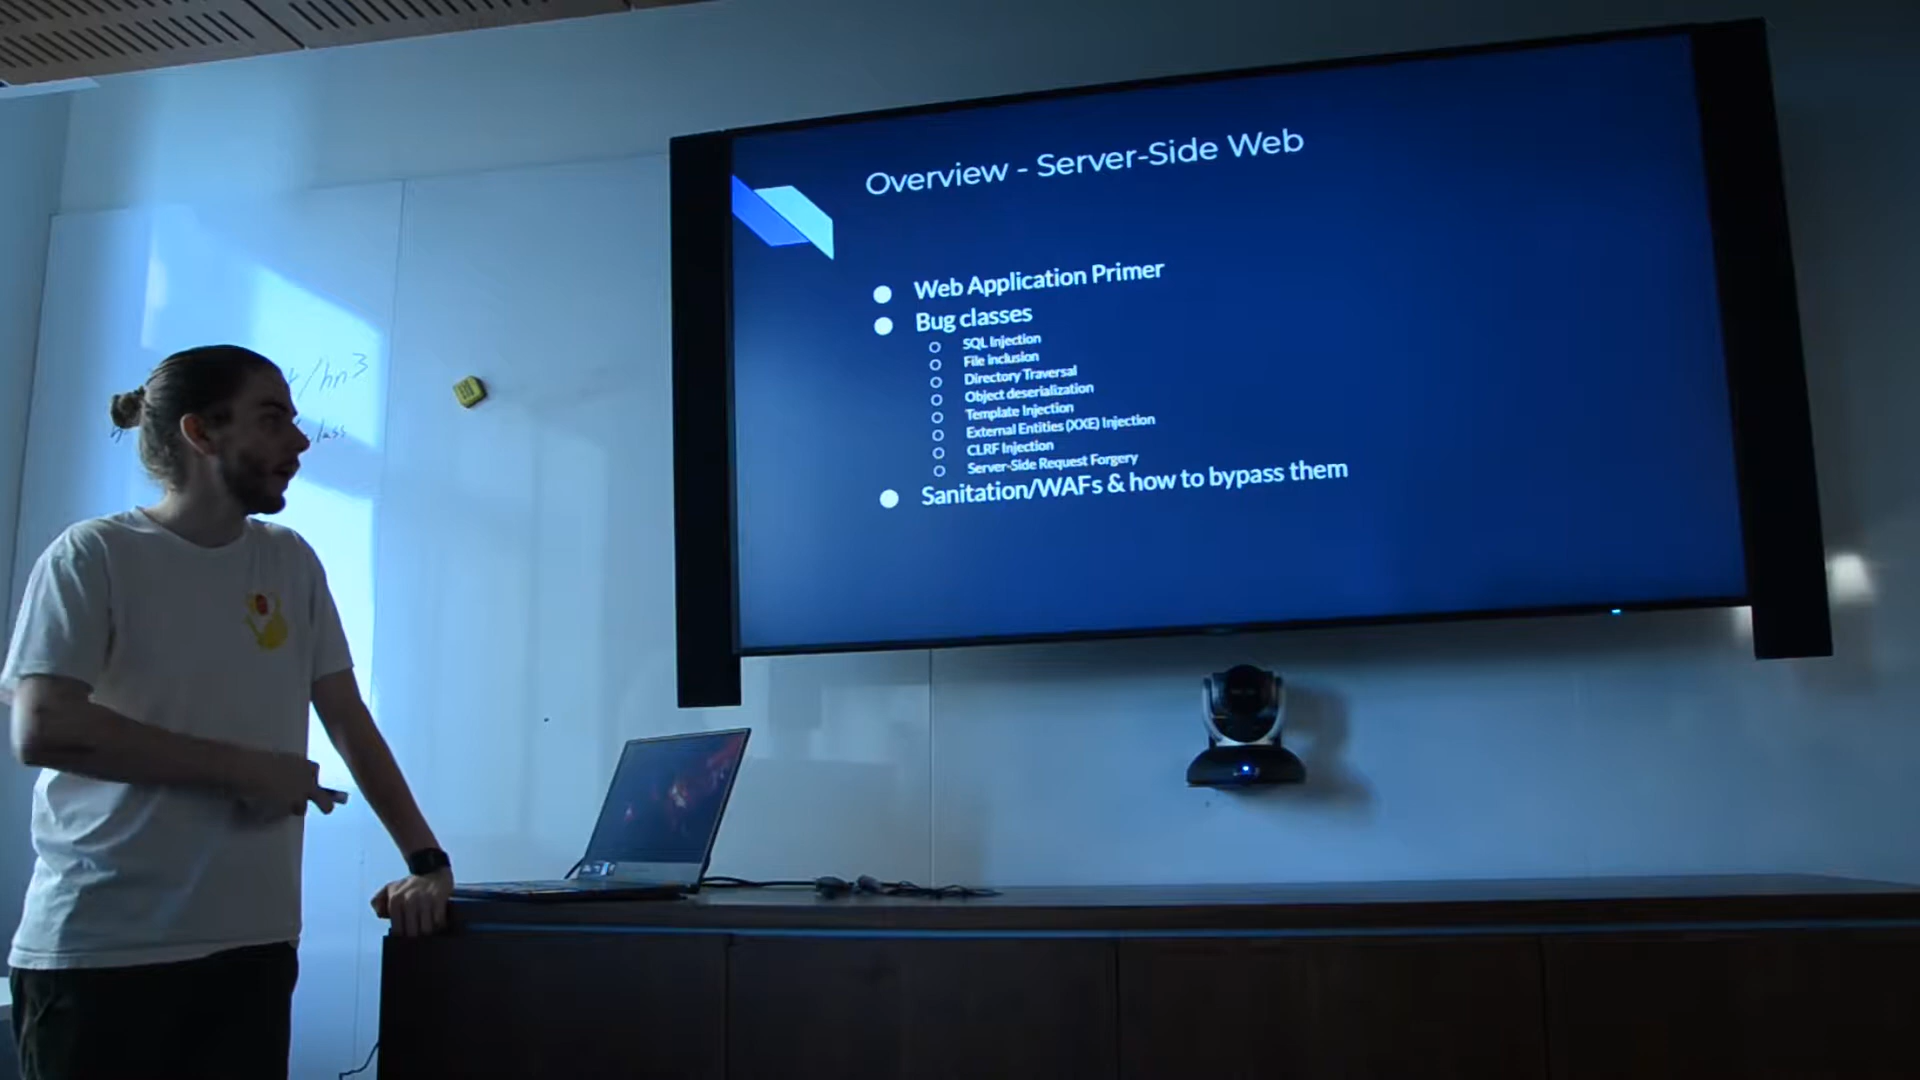 Overview - Server-Side Web
Web Application Primer
Bug classes
SQL Injection
File inclusion
Directory Traversal
Object deserialization
Template Injection
External Entities (XXE) Injection
CLRF Injection
Server-Side Request Forgery
Sanitation/WAFs & how to bypass them
/hn3